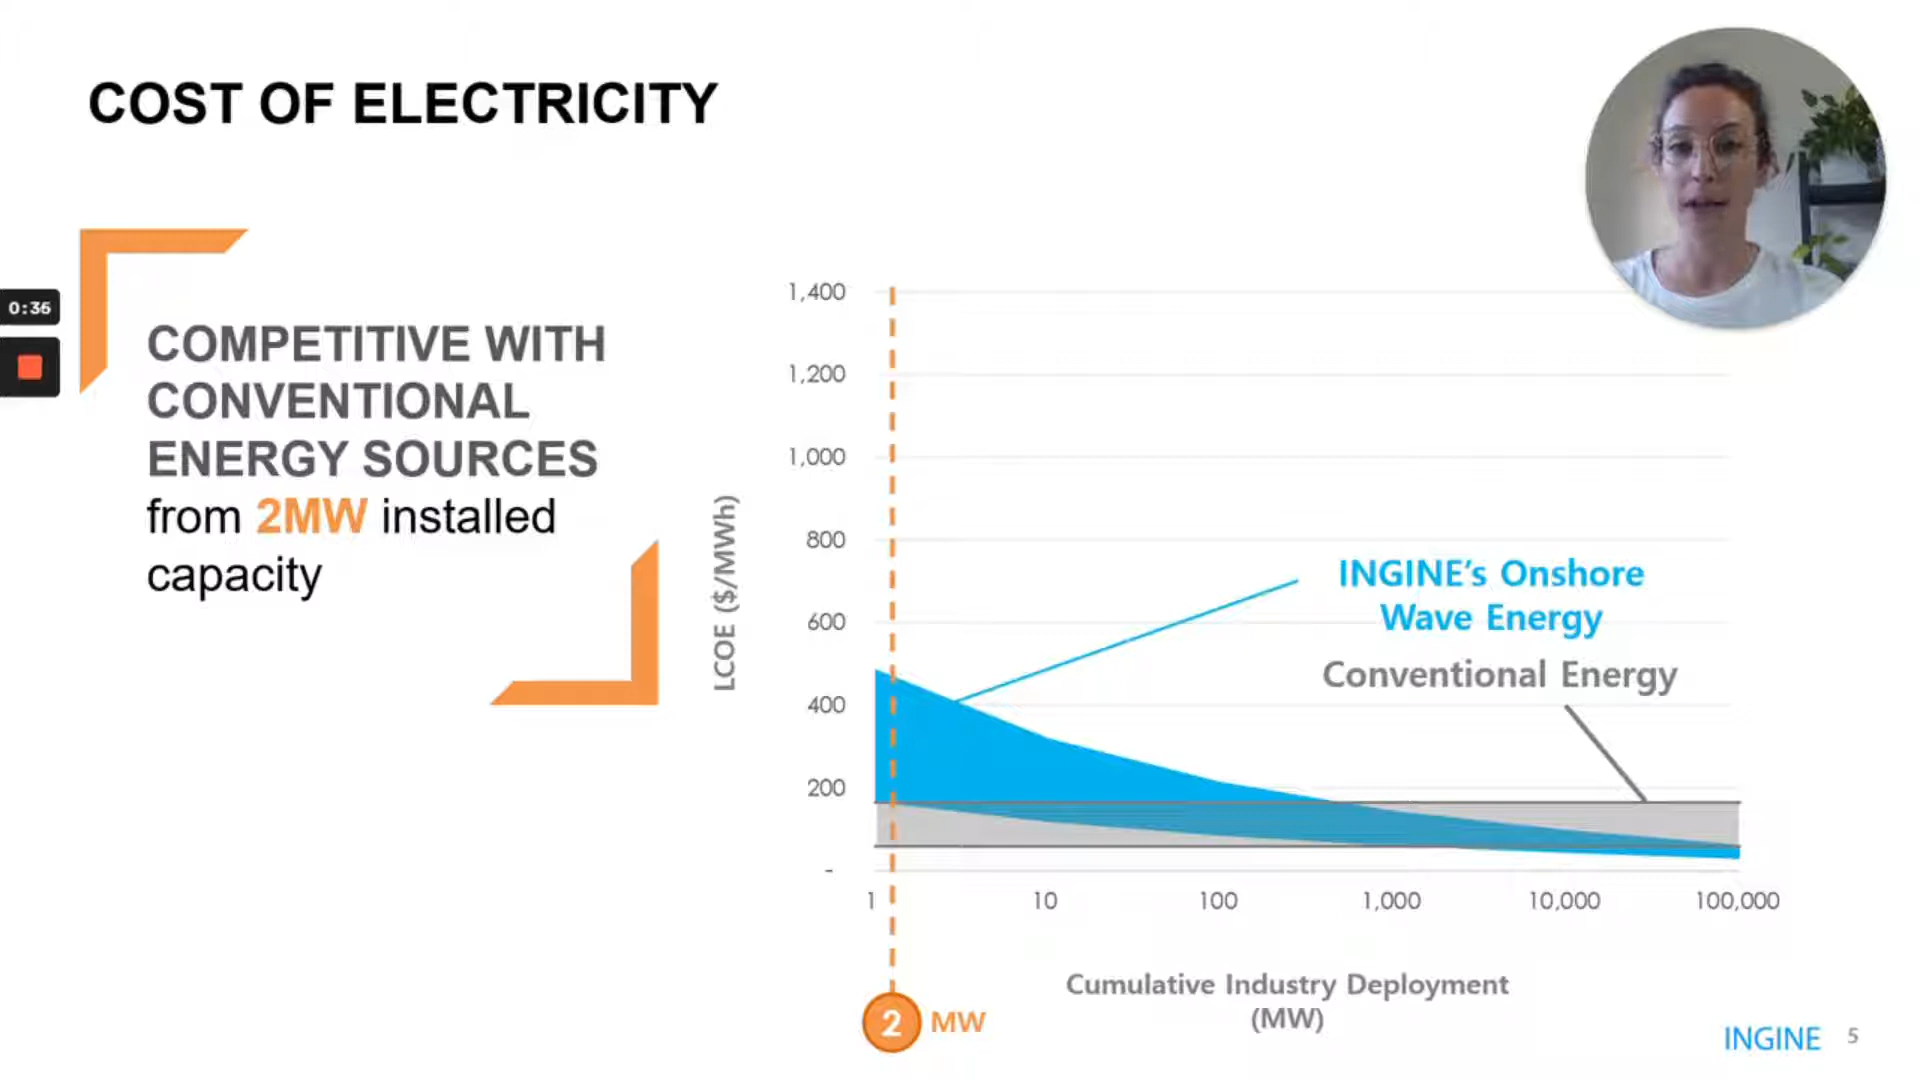 COST OF ELECTRICITY
0:36
COMPETITIVE WITH
CONVENTIONAL
ENERGY SOURCES
from 2MW installed
capacity
LCOE ($/MWh)
1,400
1,200
1,000
800
600
400
200
-
INGINE's Onshore
Wave Energy
Conventional Energy
1 10 100 1,000 10,000 100,000
Cumulative Industry Deployment
(MW)
2 MW
INGINE 5